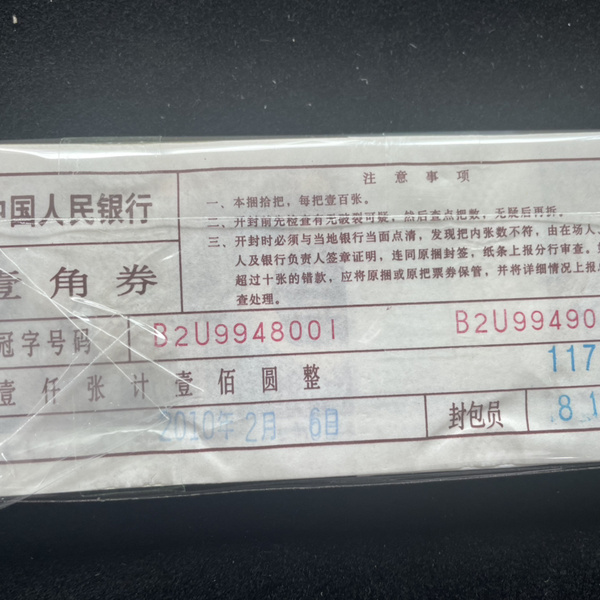 注意事项
一、本捆拾把，每把壹百张。
中国人民银行
二、开封前先检查有无破裂可疑，然后查点把数，无疑后再拆。
三、开封时必须与当地银行当面点清，发现把内张数不符，由在场人、
人及银行负责人签章证明，连同原捆封签，纸条上报分行审查。
壹角券
超过十张的错款，应将原捆或原把票券保管，并将详细情况上报
查处理。
冠字号码 B2U9948001 B2U99490
壹仟张计壹佰圆整 117
2010年2月 6日 封包员 8.1